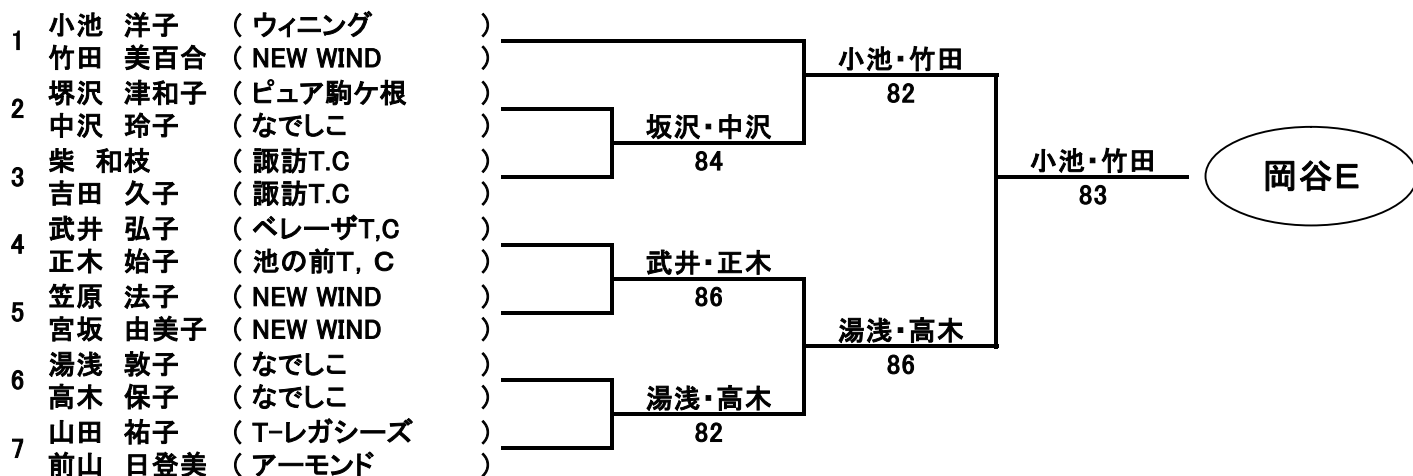 1 小池 洋子 ( ウィニング )
竹田 美百合 ( NEW WIND )
2 堺沢 津和子 ( ピュア駒ケ根 )
中沢 玲子 ( なでしこ )
3 柴 和枝 ( 諏訪T.C )
吉田 久子 ( 諏訪T.C )
4 武井 弘子 ( ベレーザT,C )
正木 始子 ( 池の前T, C )
5 笠原 法子 ( NEW WIND )
宮坂 由美子 ( NEW WIND )
6 湯浅 敦子 ( なでしこ )
高木 保子 ( なでしこ )
7 山田 祐子 ( T-レガシーズ )
前山 日登美 ( アーモンド )
坂沢・中沢
84
武井・正木
86
湯浅・高木
82
小池・竹田
82
湯浅・高木
86
小池・竹田
83
岡谷E